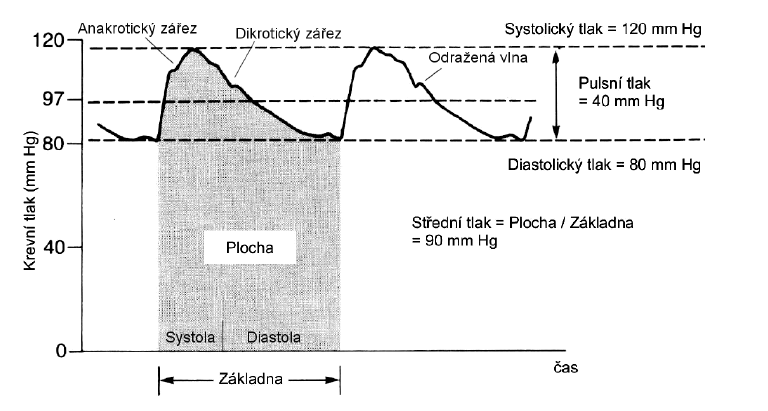 Anakrotický zářez
Dikrotický zářez
Systolický tlak = 120 mm Hg
Odražená vlna
Pulsní tlak
= 40 mm Hg
Diastolický tlak = 80 mm Hg
Střední tlak = Plocha / Základna
= 90 mm Hg
Krevní tlak (mm Hg)
120
97
80
40
0
Plocha
Systola
Diastola
čas
Základna